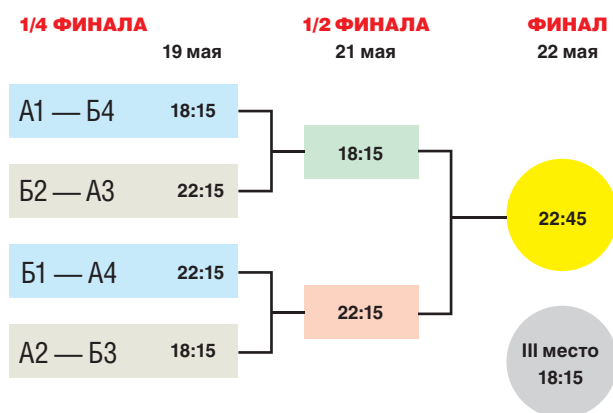 1/4 ФИНАЛА
19 мая
1/2 ФИНАЛА
21 мая
ФИНАЛ
22 мая
А1 — Б4 18:15
Б2 — А3 22:15
Б1 — А4 22:15
А2 — Б3 18:15
18:15
22:15
22:45
III место
18:15